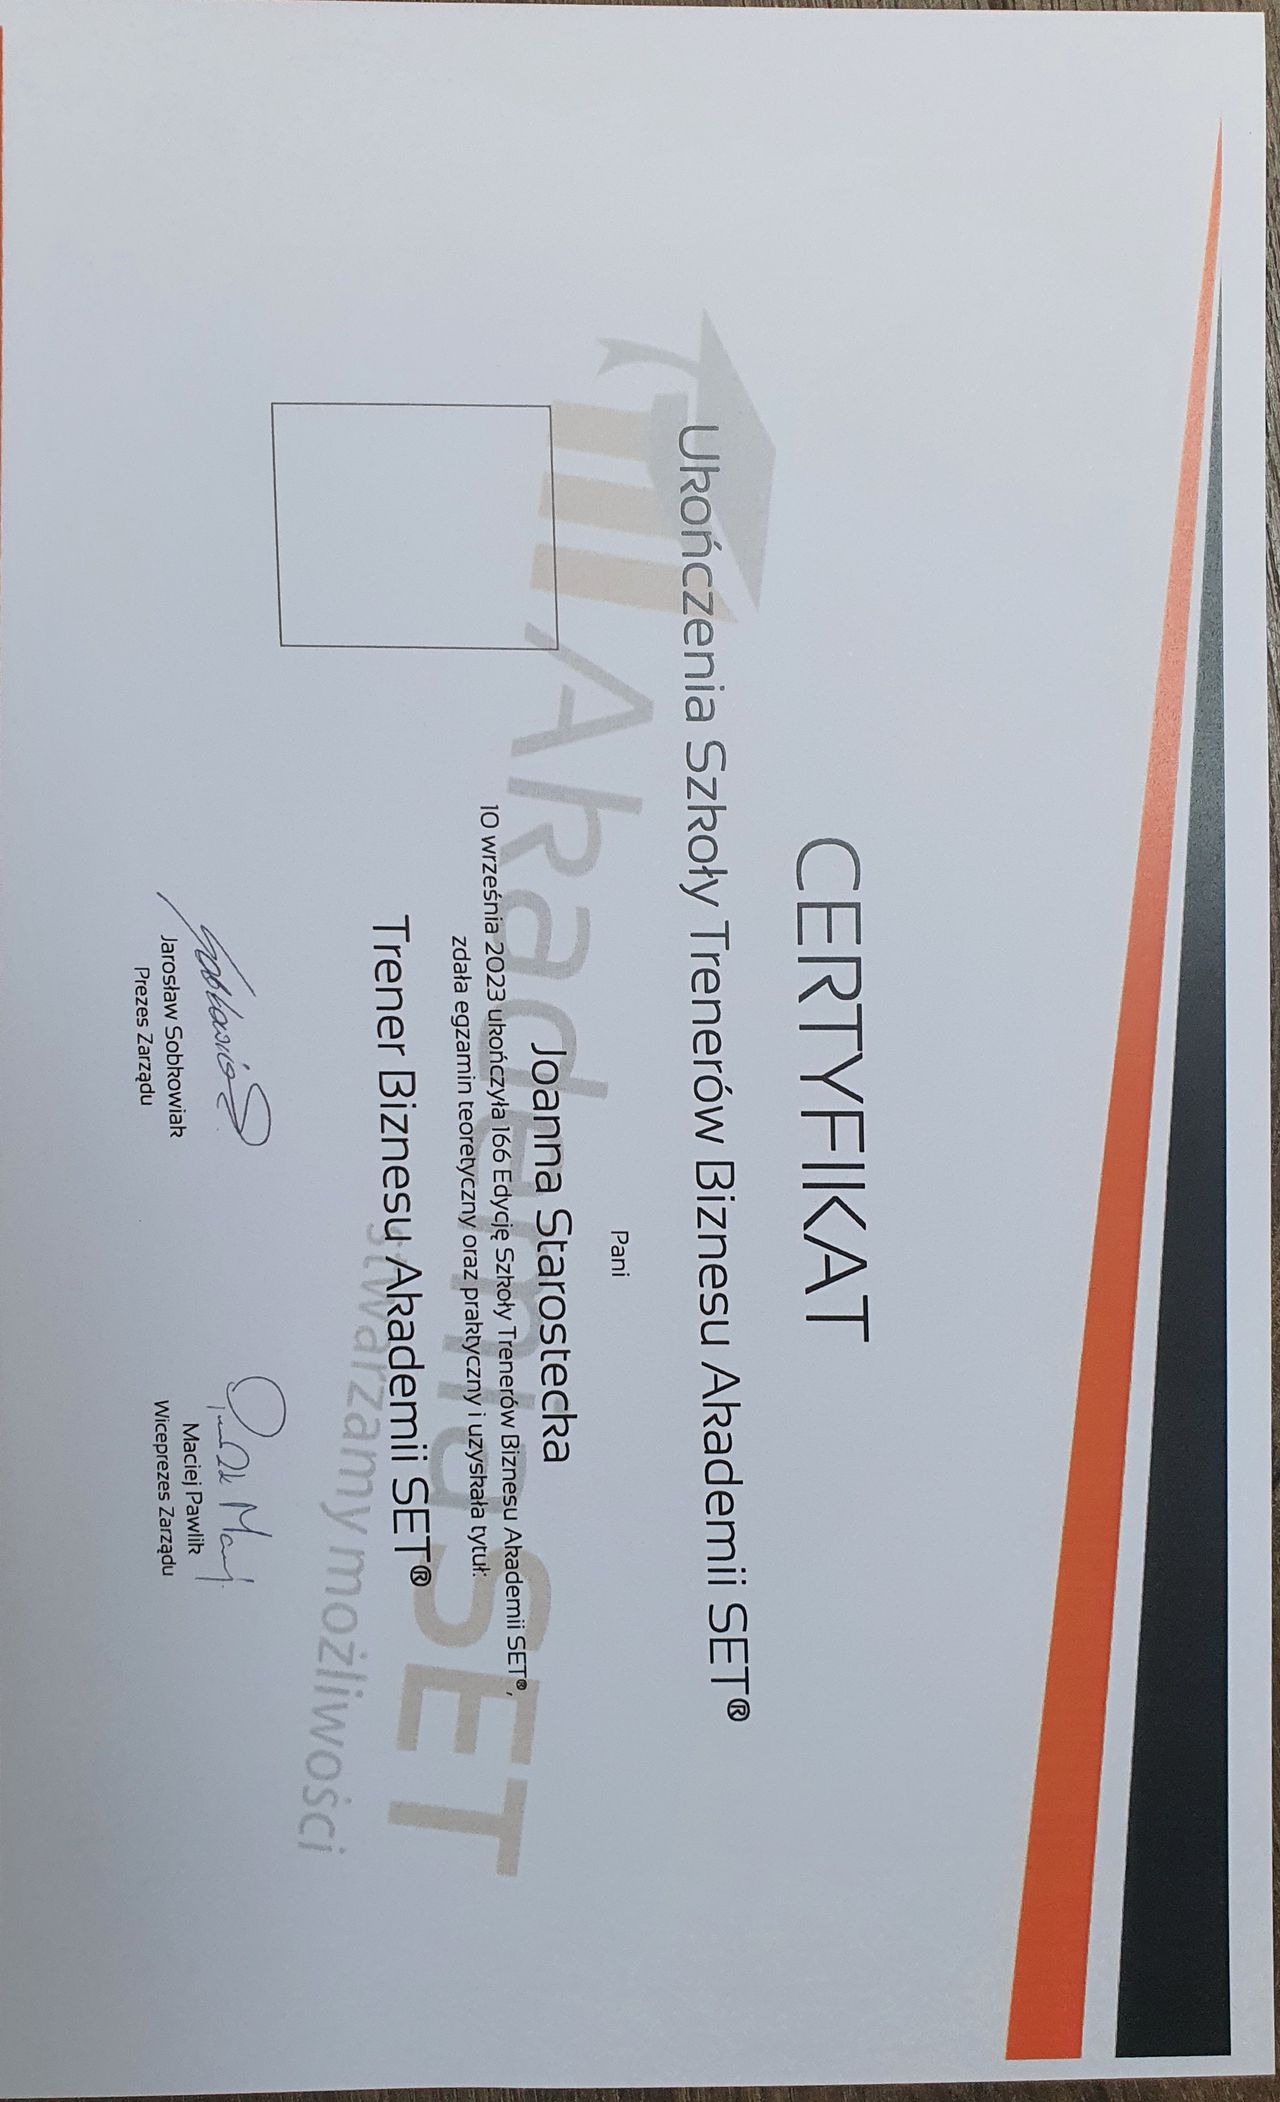 CERTYFIKAT
Ukończenia Szkoły Trenerów Biznesu Akademii SET®
Pani
Joanna Starostecka
10 września 2023 ukończyła 166 Edycję Szkoły Trenerów Biznesu Akademii SET®,
zdała egzamin teoretyczny oraz praktyczny i uzyskała tytuł:
Trener Biznesu Akademii SET®
Akademia SET
stwarzamy możliwości
Jarosław Sobkowiak
Prezes Zarządu
Maciej Pawlik
Wiceprezes Zarządu